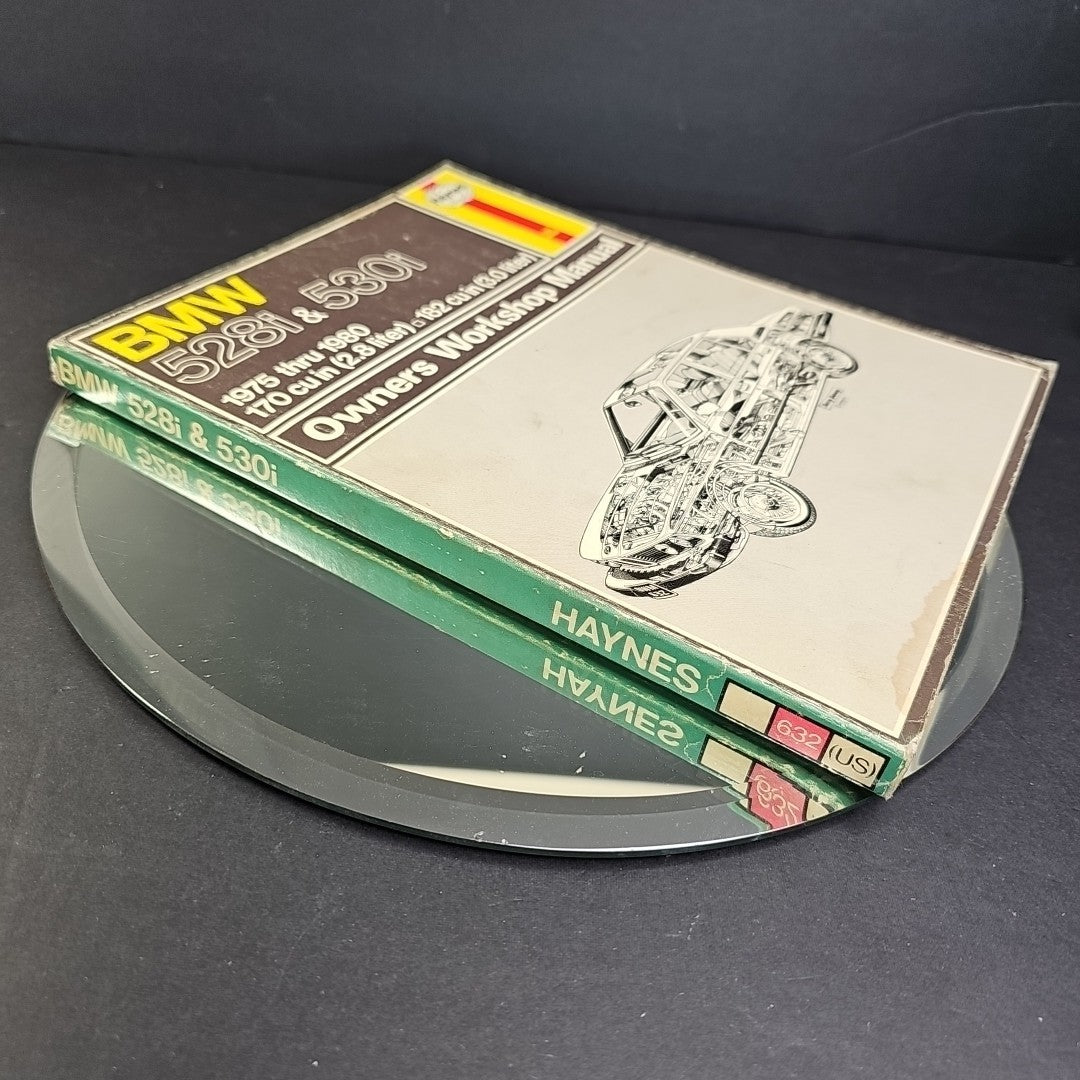 Haynes
BMW
528i & 530i
1975 thru 1980
170 cu in (2.8 liter) □ 182 cu in (3.0 liter)
Owners Workshop Manual
BMW 528i & 530i
HAYNES
632
(US)